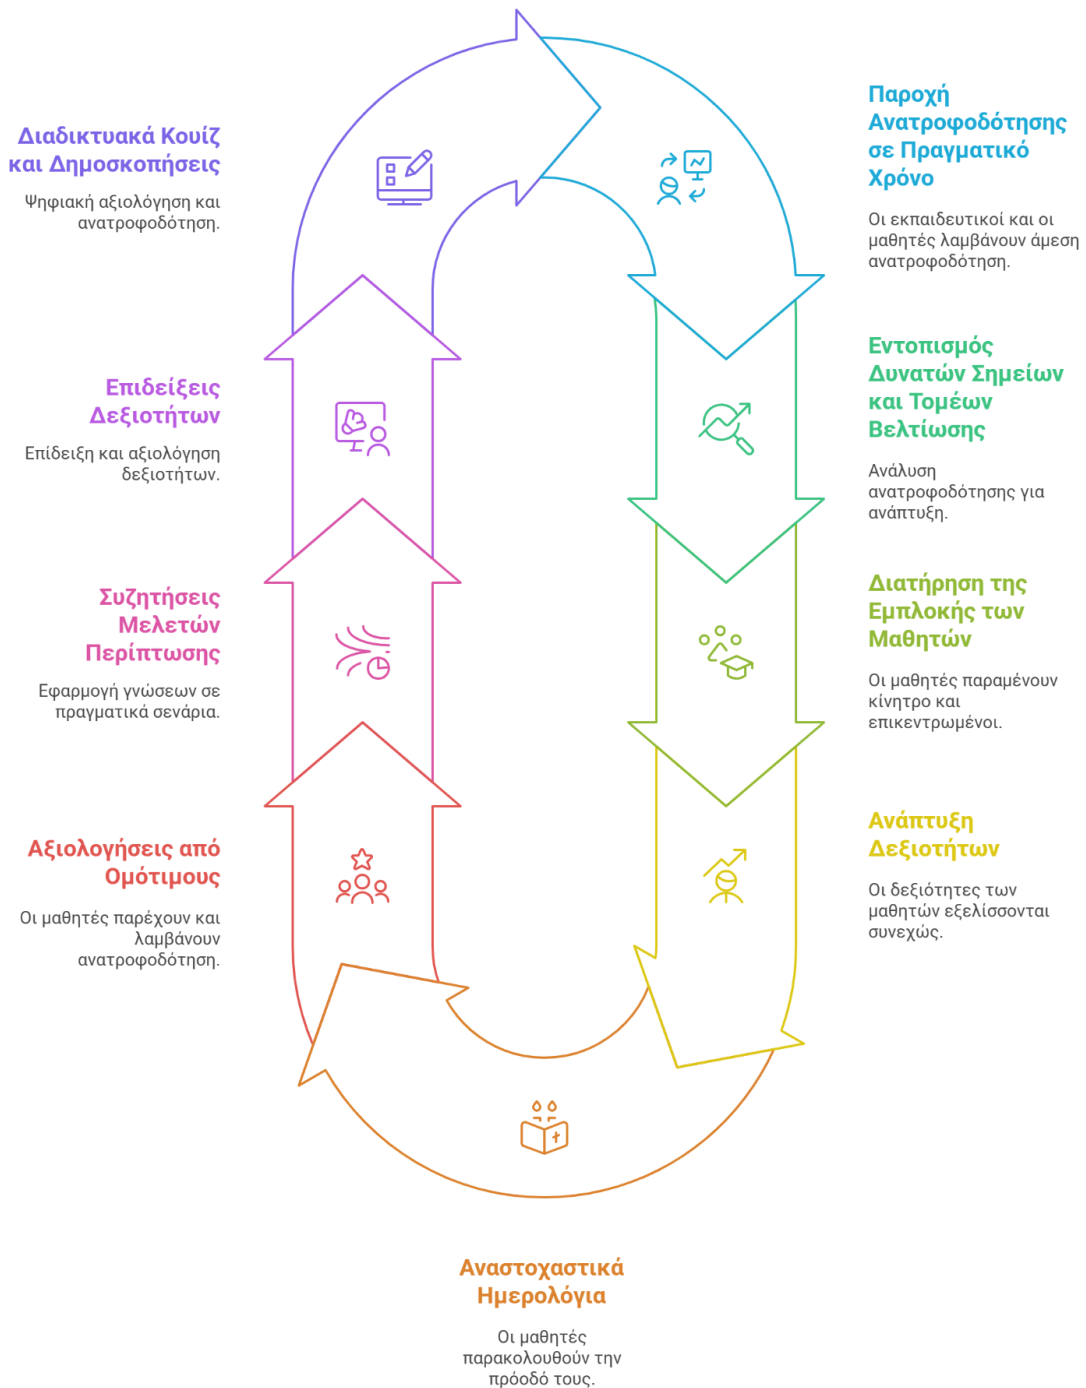 Διαδικτυακά Κουίζ
και Δημοσκοπήσεις
Ψηφιακή αξιολόγηση και
ανατροφοδότηση.
Παροχή
Ανατροφοδότησης
σε Πραγματικό
Χρόνο
Οι εκπαιδευτικοί και οι
μαθητές λαμβάνουν άμεση
ανατροφοδότηση.
Επιδείξεις
Δεξιοτήτων
Επίδειξη και αξιολόγηση
δεξιοτήτων.
Εντοπισμός
Δυνατών Σημείων
και Τομέων
Βελτίωσης
Ανάλυση
ανατροφοδότησης για
ανάπτυξη.
Συζητήσεις
Μελετών
Περίπτωσης
Εφαρμογή γνώσεων σε
πραγματικά σενάρια.
Διατήρηση της
Εμπλοκής των
Μαθητών
Οι μαθητές παραμένουν
κίνητρο και
επικεντρωμένοι.
Αξιολογήσεις από
Ομότιμους
Οι μαθητές παρέχουν και
λαμβάνουν
ανατροφοδότηση.
Ανάπτυξη
Δεξιοτήτων
Οι δεξιότητες των
μαθητών εξελίσσονται
συνεχώς.
Αναστοχαστικά
Ημερολόγια
Οι μαθητές
παρακολουθούν την
πρόοδό τους.